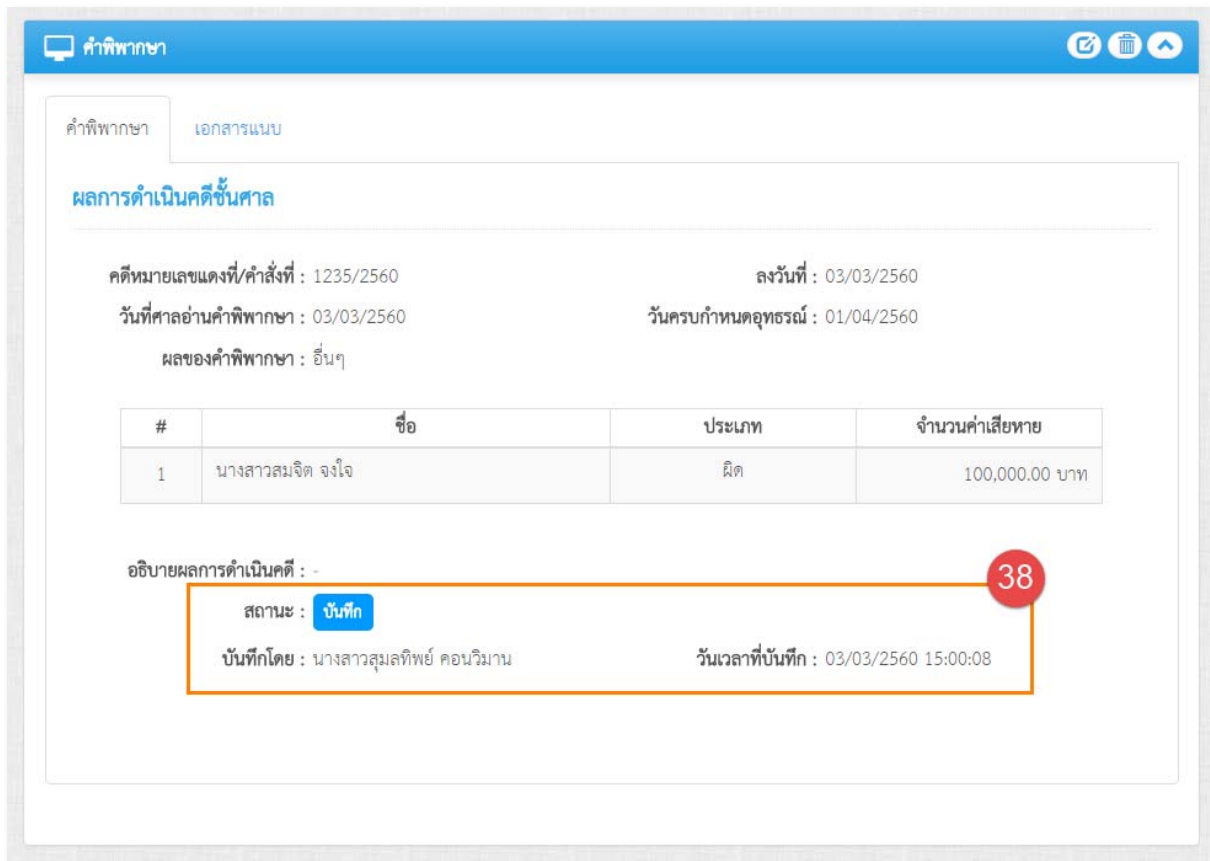 คำพิพากษา
คำพิพากษา เอกสารแนบ
ผลการดำเนินคดีชั้นศาล
คดีหมายเลขแดงที่/คำสั่งที่ : 1235/2560 ลงวันที่ : 03/03/2560
วันที่ศาลอ่านคำพิพากษา : 03/03/2560 วันครบกำหนดอุทธรณ์ : 01/04/2560
ผลของคำพิพากษา : อื่นๆ
# ชื่อ ประเภท จำนวนค่าเสียหาย
1 นางสาวสมจิต จงใจ ผิด 100,000.00 บาท
อธิบายผลการดำเนินคดี : -
38
สถานะ : บันทึก
บันทึกโดย : นางสาวสุมลทิพย์ คอนวิมาน วันเวลาที่บันทึก : 03/03/2560 15:00:08